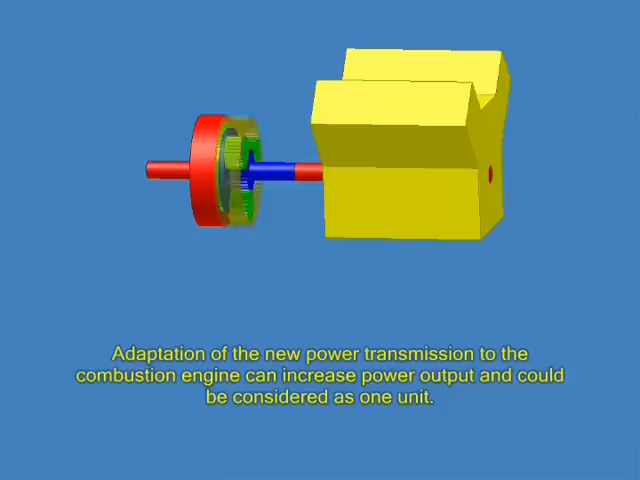 Adaptation of the new power transmission to the
combustion engine can increase power output and could
be considered as one unit.